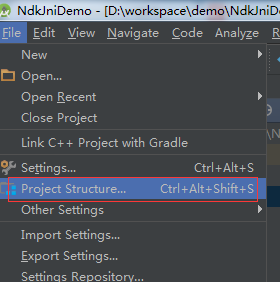 NdkJniDemo - [D:\workspace\demo\NdkJniDemo
File Edit View Navigate Code Analyze
New
Open...
Open Recent
Close Project
Link C++ Project with Gradle
Settings... Ctrl+Alt+S
Project Structure... Ctrl+Alt+Shift+S
Other Settings
Import Settings...
Export Settings...
Settings Repository...